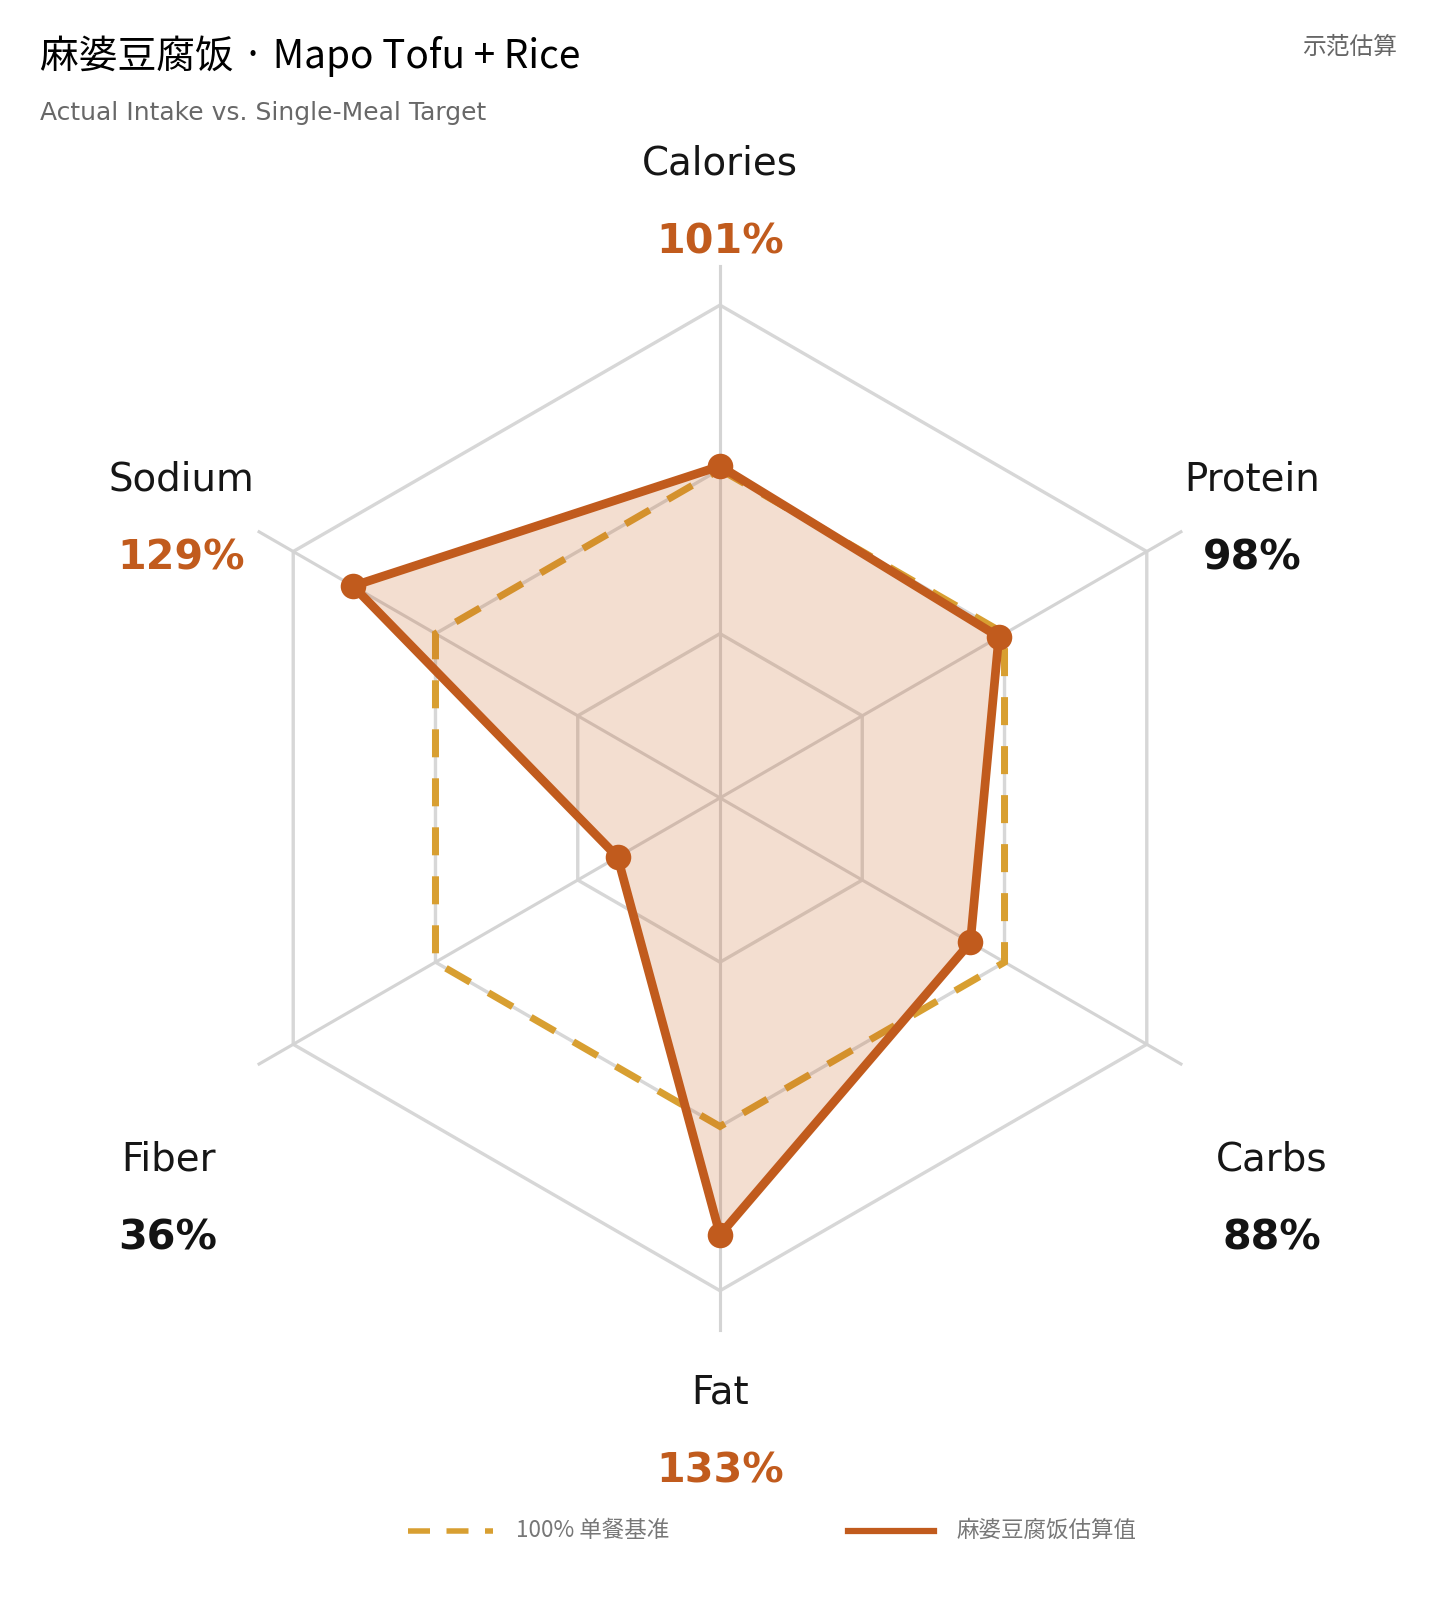 麻婆豆腐饭 · Mapo Tofu + Rice
示范估算
Actual Intake vs. Single-Meal Target
Calories
101%
Sodium
129%
Protein
98%
Fiber
36%
Carbs
88%
Fat
133%
100% 单餐基准
麻婆豆腐饭估算值